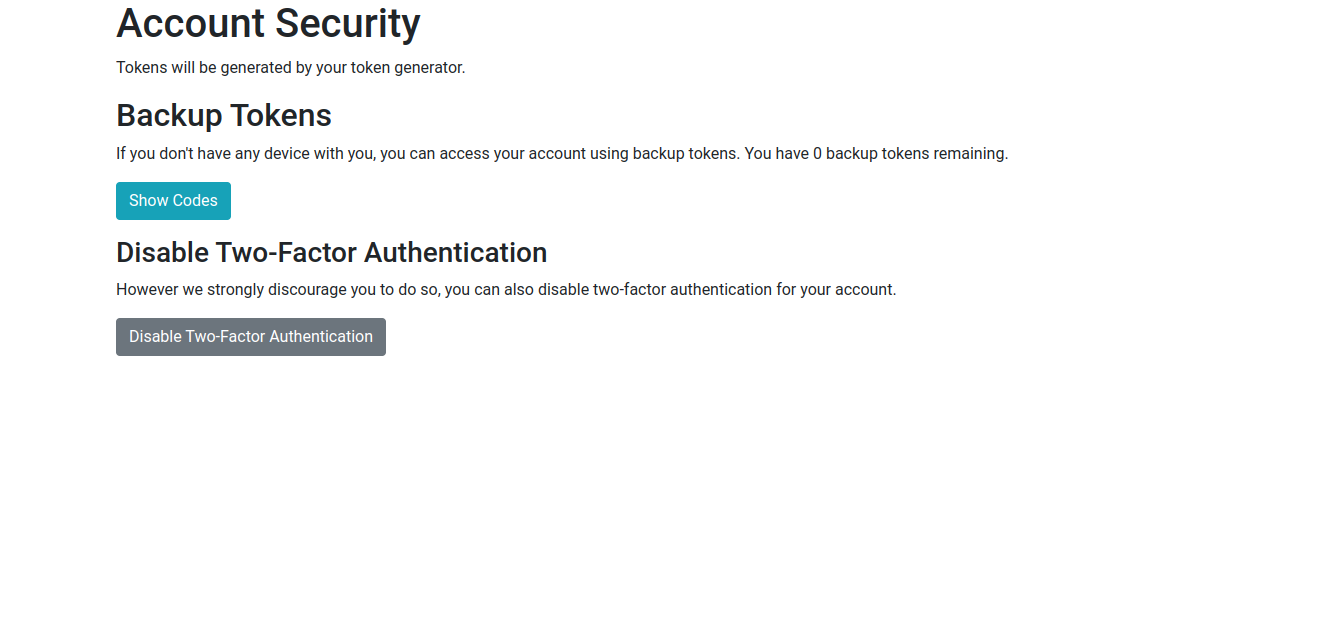 Account Security
Tokens will be generated by your token generator.
Backup Tokens
If you don't have any device with you, you can access your account using backup tokens. You have 0 backup tokens remaining.
Show Codes
Disable Two-Factor Authentication
However we strongly discourage you to do so, you can also disable two-factor authentication for your account.
Disable Two-Factor Authentication